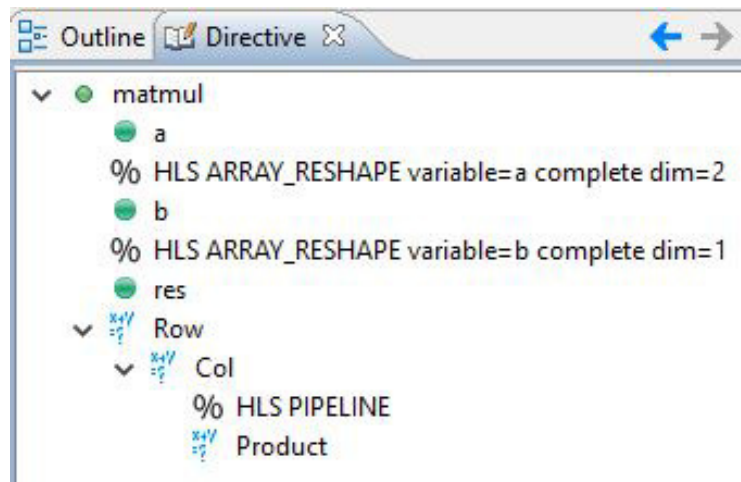 Outline Directive
matmul
a
% HLS ARRAY_RESHAPE variable=a complete dim=2
b
% HLS ARRAY_RESHAPE variable=b complete dim=1
res
Row
Col
% HLS PIPELINE
Product